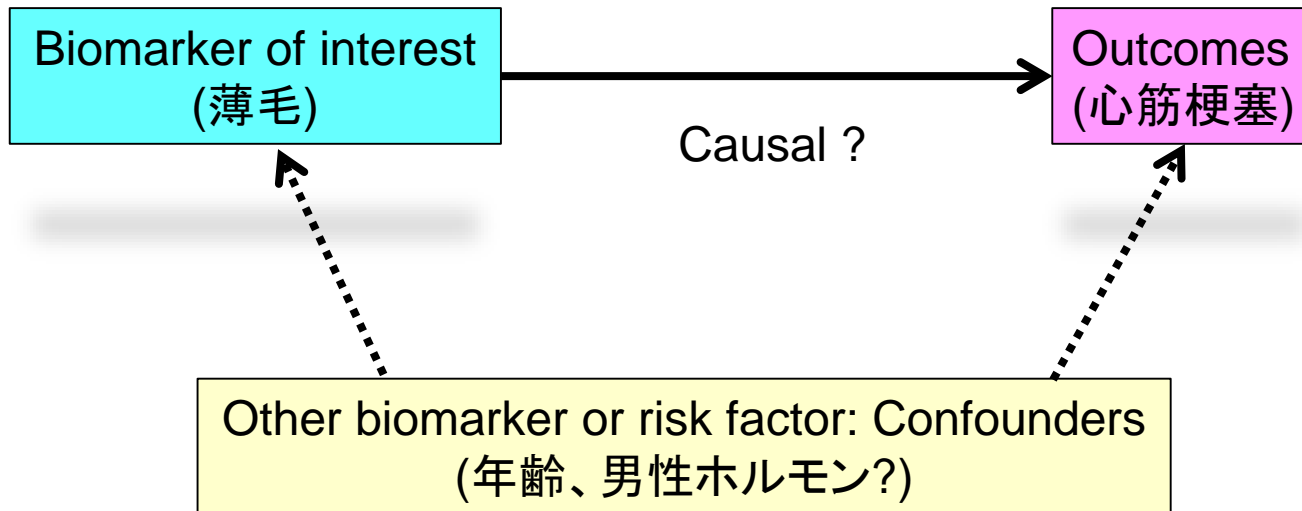 Biomarker of interest
(薄毛)
Outcomes
(心筋梗塞)
Causal ?
Other biomarker or risk factor: Confounders
(年齢、男性ホルモン?)